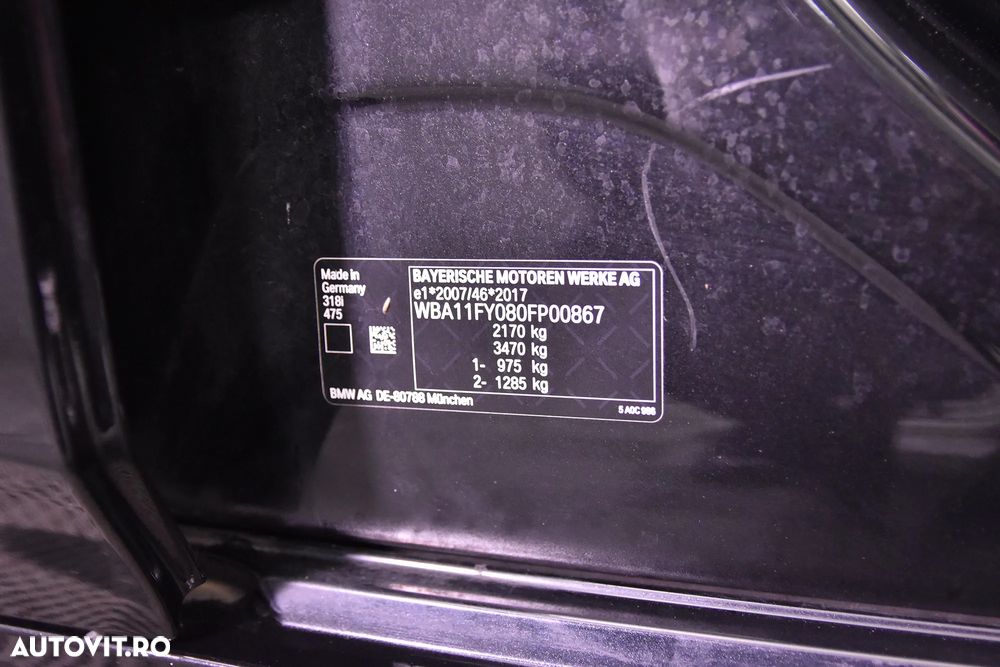 Made in
Germany
318i
475
BAYERISCHE MOTOREN WERKE AG
e1*2007/46*2017
WBA11FY080FP00867
2170 kg
3470 kg
1- 975 kg
2- 1285 kg
BMW AG DE-80788 München
5 A0C 986
AUTOVIT.RO